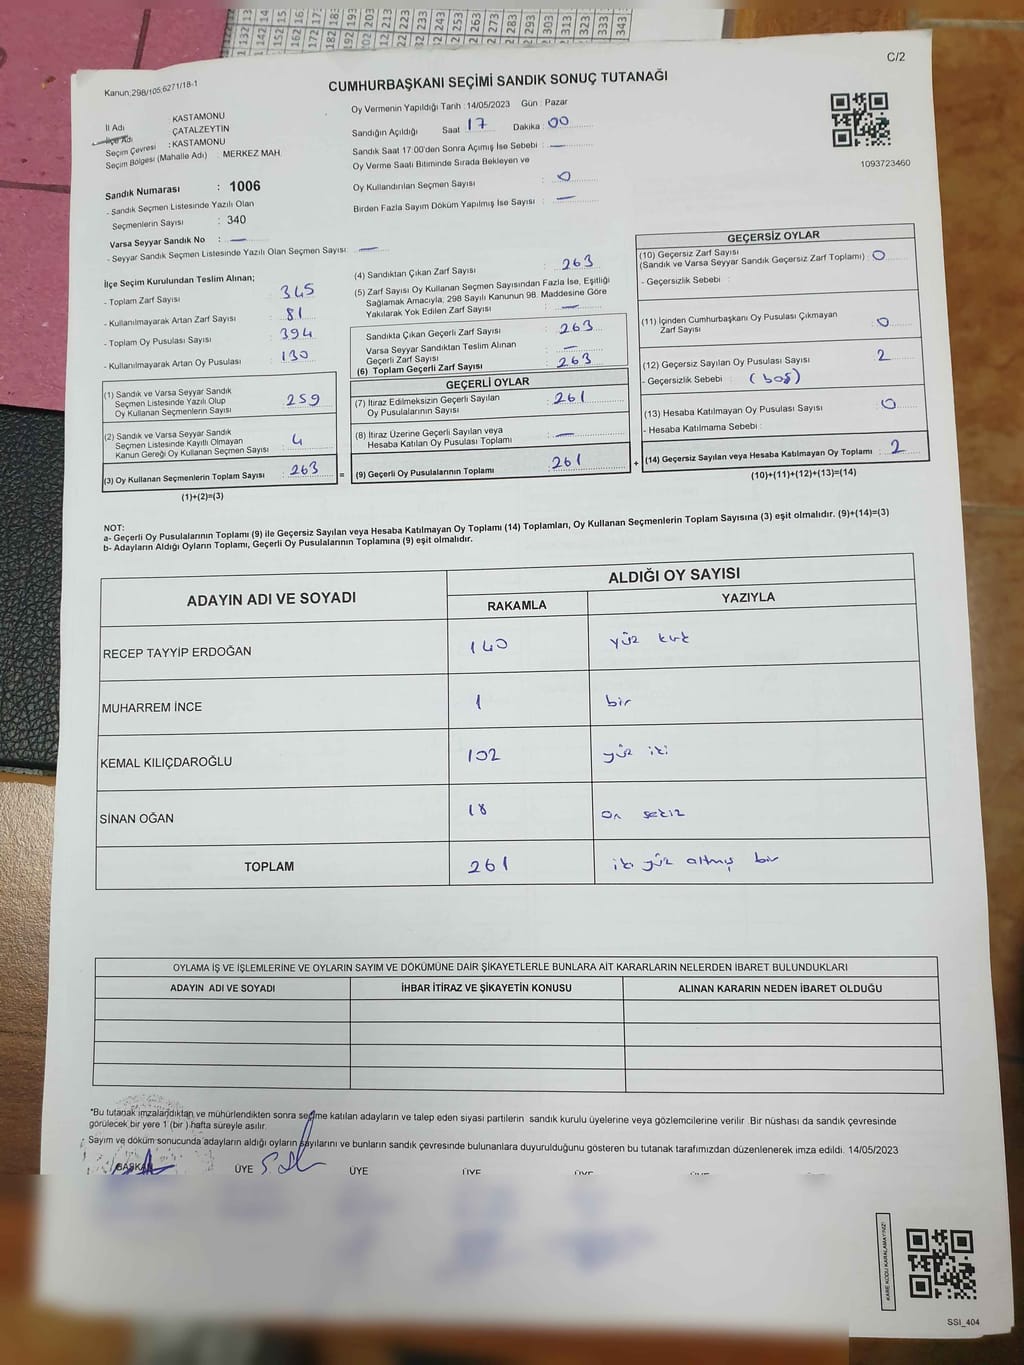 C/2
Kanun:298/105;6271/18-1
CUMHURBAŞKANI SEÇİMİ SANDIK SONUÇ TUTANAĞI
1093723460
İl Adı : KASTAMONU
İlçe Adı : ÇATALZEYTIN
Seçim Çevresi : KASTAMONU
Seçim Bölgesi (Mahalle Adı) : MERKEZ MAH.
Sandık Numarası : 1006
- Sandık Seçmen Listesinde Yazılı Olan
Seçmenlerin Sayısı : 340
Varsa Seyyar Sandık No : —
- Seyyar Sandık Seçmen Listesinde Yazılı Olan Seçmen Sayısı: —
Oy Vermenin Yapıldığı Tarih : 14/05/2023 Gün : Pazar
Sandığın Açıldığı Saat 17 Dakika : 00
Sandık Saat 17:00'den Sonra Açımış İse Sebebi : —
Oy Verme Saati Bitiminde Sırada Bekleyen ve
Oy Kullandırılan Seçmen Sayısı : 0
Birden Fazla Sayım Döküm Yapılmış İse Sayısı : —
İlçe Seçim Kurulundan Teslim Alınan;
- Toplam Zarf Sayısı 345
- Kullanılmayarak Artan Zarf Sayısı : 81
- Toplam Oy Pusulası Sayısı : 394
- Kullanılmayarak Artan Oy Pusulası : 130
(1) Sandık ve Varsa Seyyar Sandık
Seçmen Listesinde Yazılı Olup
Oy Kullanan Seçmenlerin Sayısı : 259
(2) Sandık ve Varsa Seyyar Sandık
Seçmen Listesinde Kayıtlı Olmayan
Kanun Gereği Oy Kullanan Seçmen Sayısı : 4
(3) Oy Kullanan Seçmenlerin Toplam Sayısı : 263 =
(1)+(2)=(3)
(4) Sandıktan Çıkan Zarf Sayısı : 263
(5) Zarf Sayısı Oy Kullanan Seçmen Sayısından Fazla İse, Eşitliği
Sağlamak Amacıyla, 298 Sayılı Kanunun 98. Maddesine Göre
Yakılarak Yok Edilen Zarf Sayısı : —
Sandıkta Çıkan Geçerli Zarf Sayısı : 263
Varsa Seyyar Sandıktan Teslim Alınan
Geçerli Zarf Sayısı : —
(6) Toplam Geçerli Zarf Sayısı : 263
GEÇERLİ OYLAR
(7) İtiraz Edilmeksizin Geçerli Sayılan
Oy Pusulalarının Sayısı : 261
(8) İtiraz Üzerine Geçerli Sayılan veya
Hesaba Katılan Oy Pusulası Toplamı : —
(9) Geçerli Oy Pusulalarının Toplamı : 261 +
GEÇERSİZ OYLAR
(10) Geçersiz Zarf Sayısı
(Sandık ve Varsa Seyyar Sandık Geçersiz Zarf Toplamı) : 0
- Geçersizlik Sebebi :
(11) İçinden Cumhurbaşkanı Oy Pusulası Çıkmayan
Zarf Sayısı : 0
(12) Geçersiz Sayılan Oy Pusulası Sayısı : 2
- Geçersizlik Sebebi : (boş)
(13) Hesaba Katılmayan Oy Pusulası Sayısı : 0
- Hesaba Katılmama Sebebi :
(14) Geçersiz Sayılan veya Hesaba Katılmayan Oy Toplamı : 2
(10)+(11)+(12)+(13)=(14)
NOT:
a- Geçerli Oy Pusulalarının Toplamı (9) ile Geçersiz Sayılan veya Hesaba Katılmayan Oy Toplamı (14) Toplamları, Oy Kullanan Seçmenlerin Toplam Sayısına (3) eşit olmalıdır. (9)+(14)=(3)
b- Adayların Aldığı Oyların Toplamı, Geçerli Oy Pusulalarının Toplamına (9) eşit olmalıdır.
ADAYIN ADI VE SOYADI ALDIĞI OY SAYISI
RAKAMLA YAZIYLA
RECEP TAYYİP ERDOĞAN 140 yüz kırk
MUHARREM İNCE 1 bir
KEMAL KILIÇDAROĞLU 102 yüz iki
SİNAN OĞAN 18 on sekiz
TOPLAM 261 iki yüz altmış bir
OYLAMA İŞ VE İŞLEMLERİNE VE OYLARIN SAYIM VE DÖKÜMÜNE DAİR ŞİKAYETLERLE BUNLARA AİT KARARLARIN NELERDEN İBARET BULUNDUKLARI
ADAYIN ADI VE SOYADI İHBAR İTİRAZ VE ŞİKAYETİN KONUSU ALINAN KARARIN NEDEN İBARET OLDUĞU
*Bu tutanak imzalandıktan ve mühürlendikten sonra seçime katılan adayların ve talep eden siyasi partilerin sandık kurulu üyelerine veya gözlemcilerine verilir. Bir nüshası da sandık çevresinde
görülecek bir yere 1 (bir) hafta süreyle asılır.
Sayım ve döküm sonucunda adayların aldığı oyların sayılarını ve bunların sandık çevresinde bulunanlara duyurulduğunu gösteren bu tutanak tarafımızdan düzenlenerek imza edildi. 14/05/2023
BAŞKAN ÜYE ÜYE ÜYE
KARE KODU KARALAMAYINIZ!
SSI_404